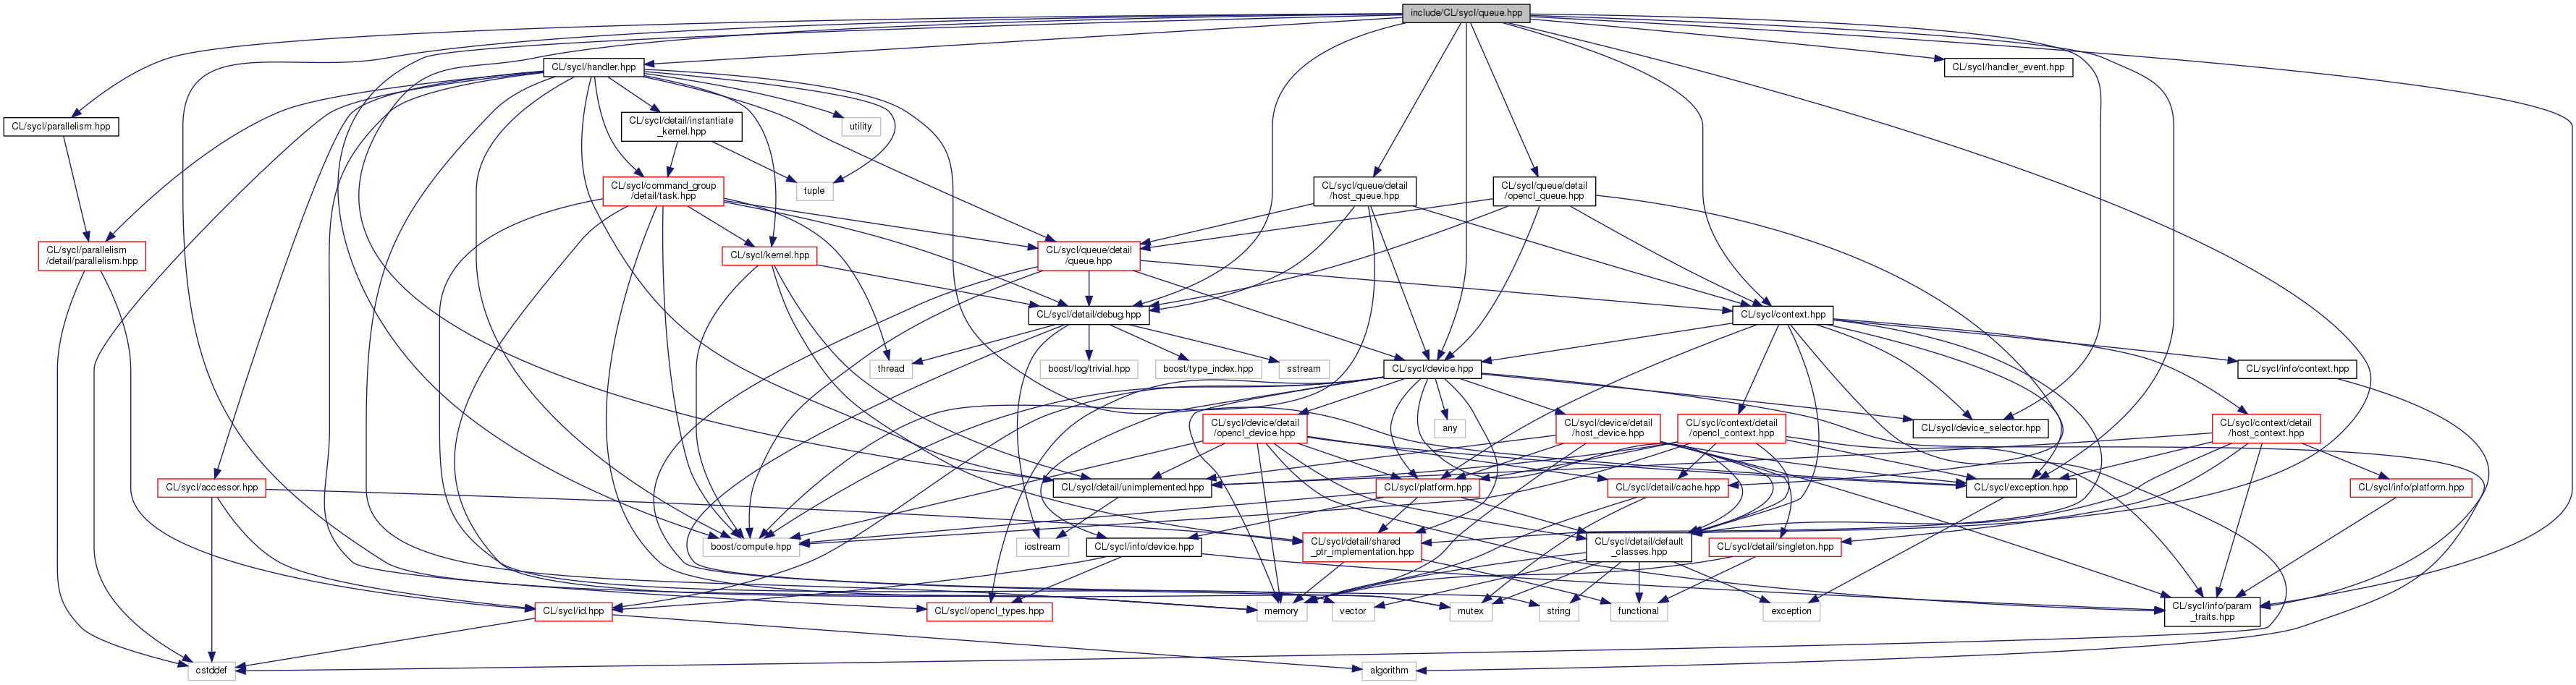 include/CL/sycl/queue.hpp
CL/sycl/handler.hpp
CL/sycl/handler_event.hpp
CL/sycl/parallelism.hpp
CL/sycl/detail/instantiate
_kernel.hpp
utility
CL/sycl/command_group
/detail/task.hpp
tuple
CL/sycl/queue/detail
/host_queue.hpp
CL/sycl/queue/detail
/opencl_queue.hpp
CL/sycl/parallelism
/detail/parallelism.hpp
CL/sycl/kernel.hpp
CL/sycl/queue/detail
/queue.hpp
CL/sycl/detail/debug.hpp
CL/sycl/context.hpp
thread
boost/log/trivial.hpp
boost/type_index.hpp
sstream
CL/sycl/device.hpp
CL/sycl/info/context.hpp
CL/sycl/device/detail
/opencl_device.hpp
any
CL/sycl/device/detail
/host_device.hpp
CL/sycl/context/detail
/opencl_context.hpp
CL/sycl/device_selector.hpp
CL/sycl/context/detail
/host_context.hpp
CL/sycl/accessor.hpp
CL/sycl/detail/unimplemented.hpp
CL/sycl/platform.hpp
CL/sycl/detail/cache.hpp
CL/sycl/exception.hpp
CL/sycl/info/platform.hpp
boost/compute.hpp
iostream
CL/sycl/info/device.hpp
CL/sycl/detail/shared
_ptr_implementation.hpp
CL/sycl/detail/default
_classes.hpp
CL/sycl/detail/singleton.hpp
CL/sycl/id.hpp
CL/sycl/opencl_types.hpp
memory
vector
mutex
string
functional
exception
CL/sycl/info/param
_traits.hpp
cstddef
algorithm